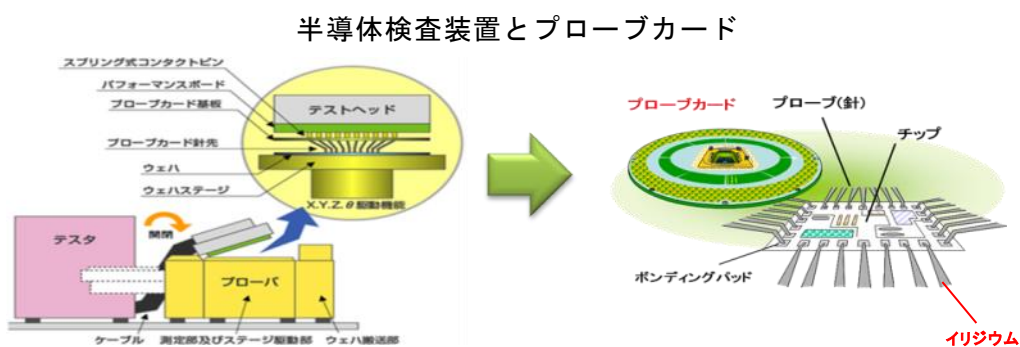 半導体検査装置とプローブカード
スプリング式コンタクトピン
パフォーマンスボード
プローブカード基板
テストヘッド
プローブカード針先
ウェハ
ウェハステージ
X.Y.Z.θ駆動機能
開閉
テスタ
プローバ
ケーブル
測定部及びステージ駆動部
ウェハ搬送部
プローブカード
プローブ(針)
チップ
ボンディングパッド
イリジウム